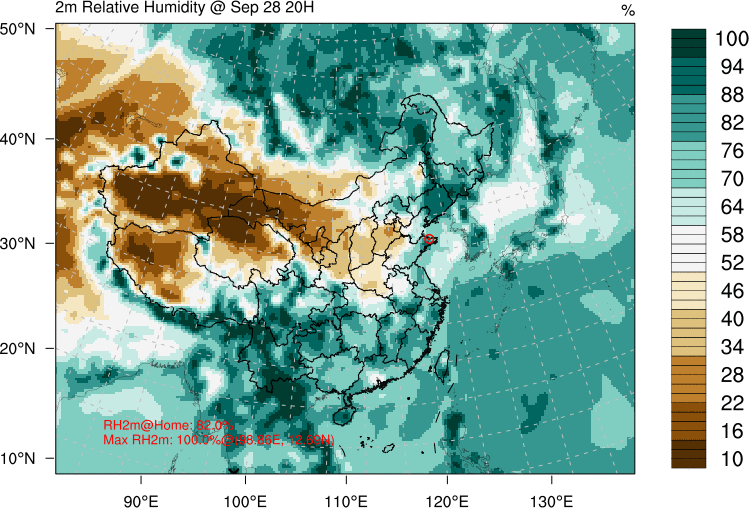 2m Relative Humidity @ Sep 28 20H
%
50°N
40°N
30°N
20°N
10°N
90°E
100°E
110°E
120°E
130°E
100
94
88
82
76
70
64
58
52
46
40
34
28
22
16
10
RH2m@Home: 82.0%
Max RH2m: 100.0%